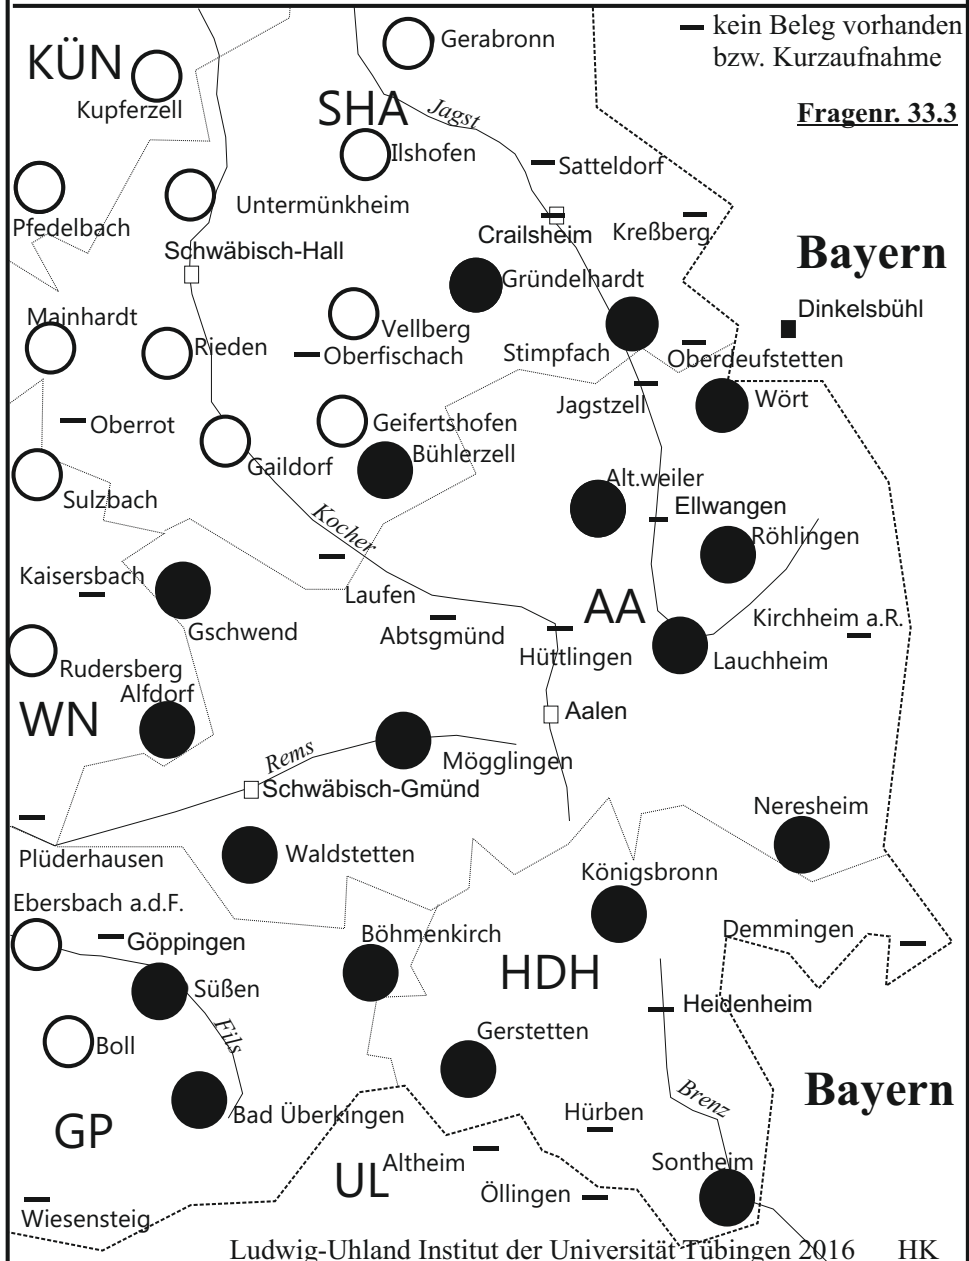 Gerabronn
kein Beleg vorhanden
bzw. Kurzaufnahme
KÜN
Kupferzell
SHA
Jagst
Fragenr. 33.3
Ilshofen
Satteldorf
Pfedelbach
Untermünkheim
Crailsheim
Kreßberg
Schwäbisch-Hall
Bayern
Gründelhardt
Dinkelsbühl
Mainhardt
Rieden
Vellberg
Oberfischach
Stimpfach
Oberdeufstetten
Jagstzell
Wört
Oberrot
Geifertshofen
Bühlerzell
Gaildorf
Alt.weiler
Sulzbach
Ellwangen
Kocher
Röhlingen
Kaisersbach
Laufen
AA
Gschwend
Abtsgmünd
Kirchheim a.R.
Hüttlingen
Lauchheim
Rudersberg
Alfdorf
WN
Aalen
Rems
Mögglingen
Schwäbisch-Gmünd
Neresheim
Plüderhausen
Waldstetten
Königsbronn
Ebersbach a.d.F.
Göppingen
Böhmenkirch
Demmingen
HDH
Süßen
Heidenheim
Fils
Gerstetten
Boll
Bayern
Brenz
GP
Bad Überkingen
Hürben
Altheim
Sontheim
UL
Öllingen
Wiesensteig
Ludwig-Uhland Institut der Universität Tübingen 2016 HK